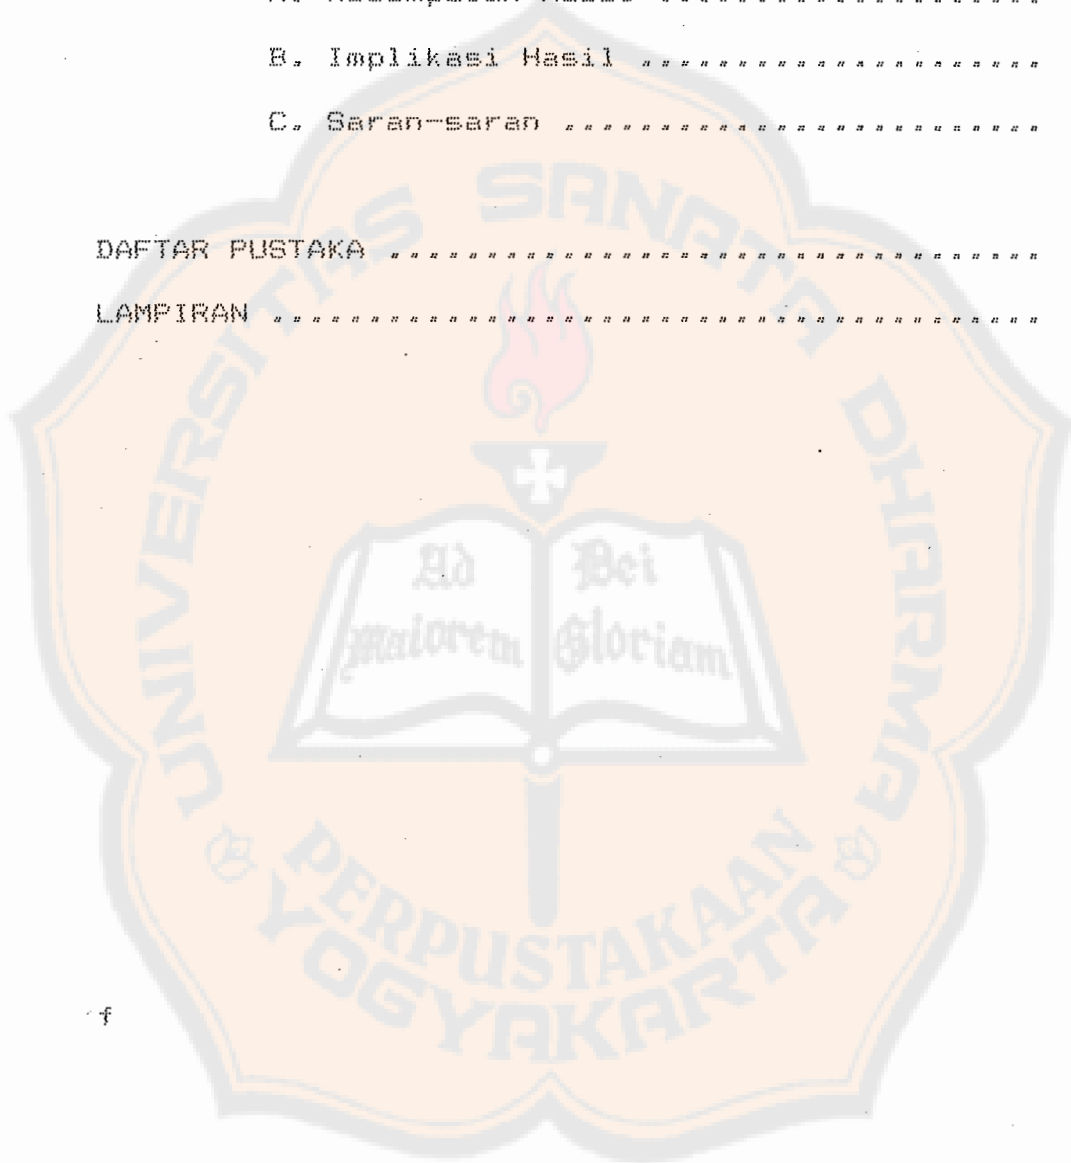 B. Implikasi Hasil .....................
C. Saran-saran .........................
DAFTAR PUSTAKA ..................................
LAMPIRAN ........................................
UNIVERSITAS SANATA DHARMA
Ad Dei
Maiorem Gloriam
PERPUSTAKAAN
YOGYAKARTA
f